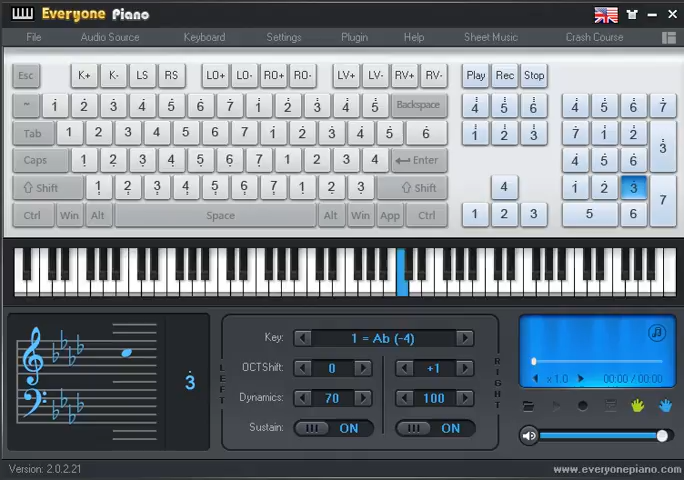 Everyone Piano
File Audio Source Keyboard Settings Plugin Help Sheet Music Crash Course
Esc K+ K- LS RS LO+ LO- RO+ RO- LV+ LV- RV+ RV- Play Rec Stop
~ 1 2 3 4 5 6 7 1 2 3 4 5 Backspace 4 5 6 4 5 6 7
Tab 1 2 3 4 5 6 7 1 2 3 4 5 6 1 2 3 7 1 2
3
Caps 1 2 3 4 5 6 7 1 2 3 4 Enter 4 5 6
Shift 1 2 3 4 5 6 7 1 2 3 Shift 4 1 2 3
7
Ctrl Win Alt Space Alt Win App Ctrl 1 2 3 5 6
Key: 1 = Ab (-4)
OCTShift: 0 +1
Dynamics: 70 100
Sustain: ON ON
LEFT
RIGHT
3
x 1.0 00:00 / 00:00
Version: 2.0.2.21 www.everyonepiano.com